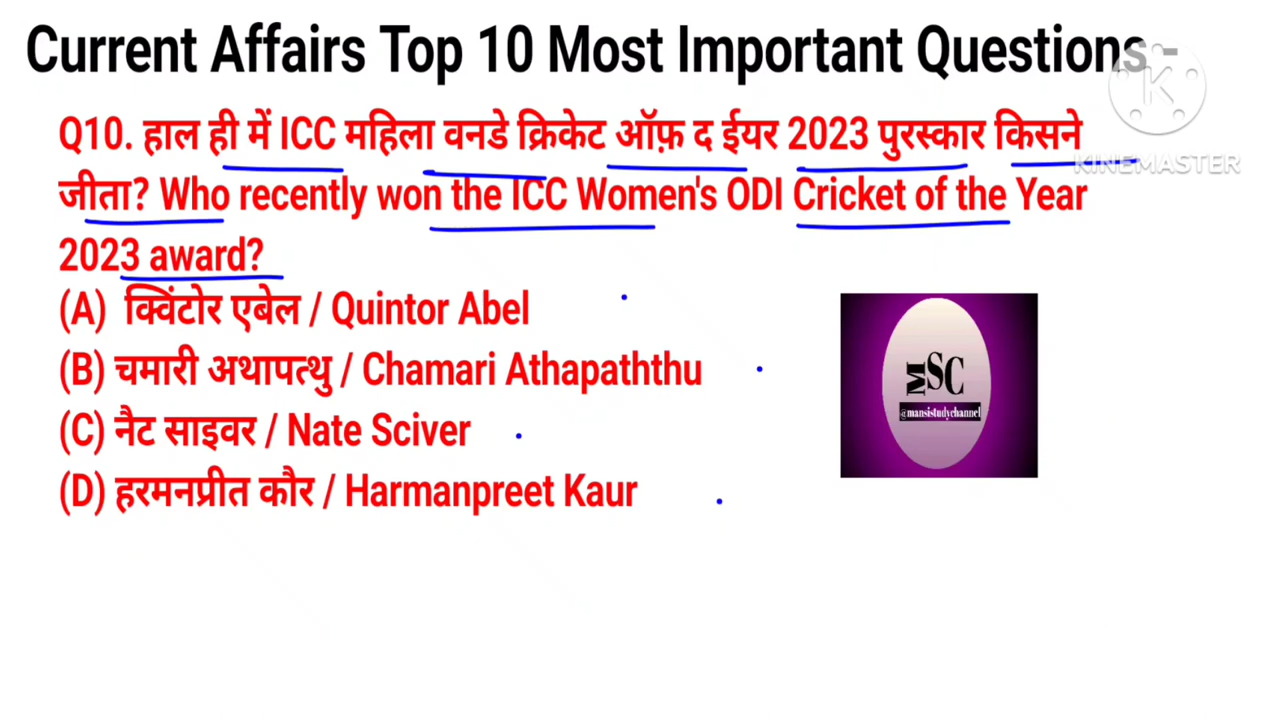 Current Affairs Top 10 Most Important Questions -
KINEMASTER
Q10. हाल ही में ICC महिला वनडे क्रिकेट ऑफ़ द ईयर 2023 पुरस्कार किसने
जीता? Who recently won the ICC Women's ODI Cricket of the Year
2023 award?
(A) क्विंटोर एबेल / Quintor Abel
(B) चमारी अथापत्थु / Chamari Athapaththu
(C) नैट साइवर / Nate Sciver
(D) हरमनप्रीत कौर / Harmanpreet Kaur
MSC
@mansistudychannel